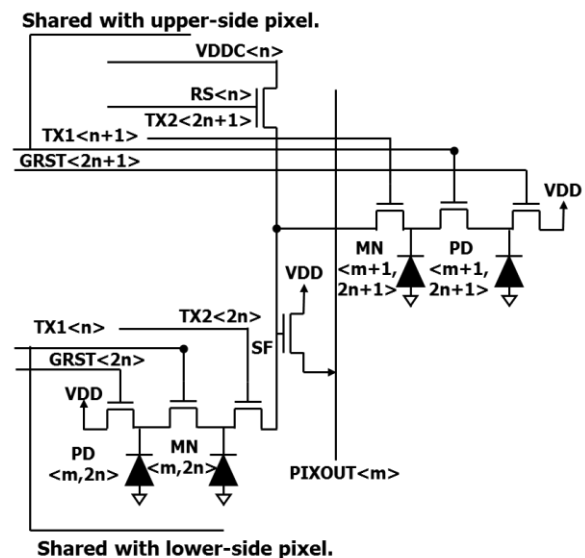 Shared with upper-side pixel.
VDDC<n>
RS<n>
TX2<2n+1>
TX1<n+1>
GRST<2n+1>
VDD
MN
<m+1,
2n+1>
PD
<m+1,
2n+1>
VDD
TX1<n>
TX2<2n>
SF
GRST<2n>
VDD
PD
<m,2n>
MN
<m,2n>
PIXOUT<m>
Shared with lower-side pixel.